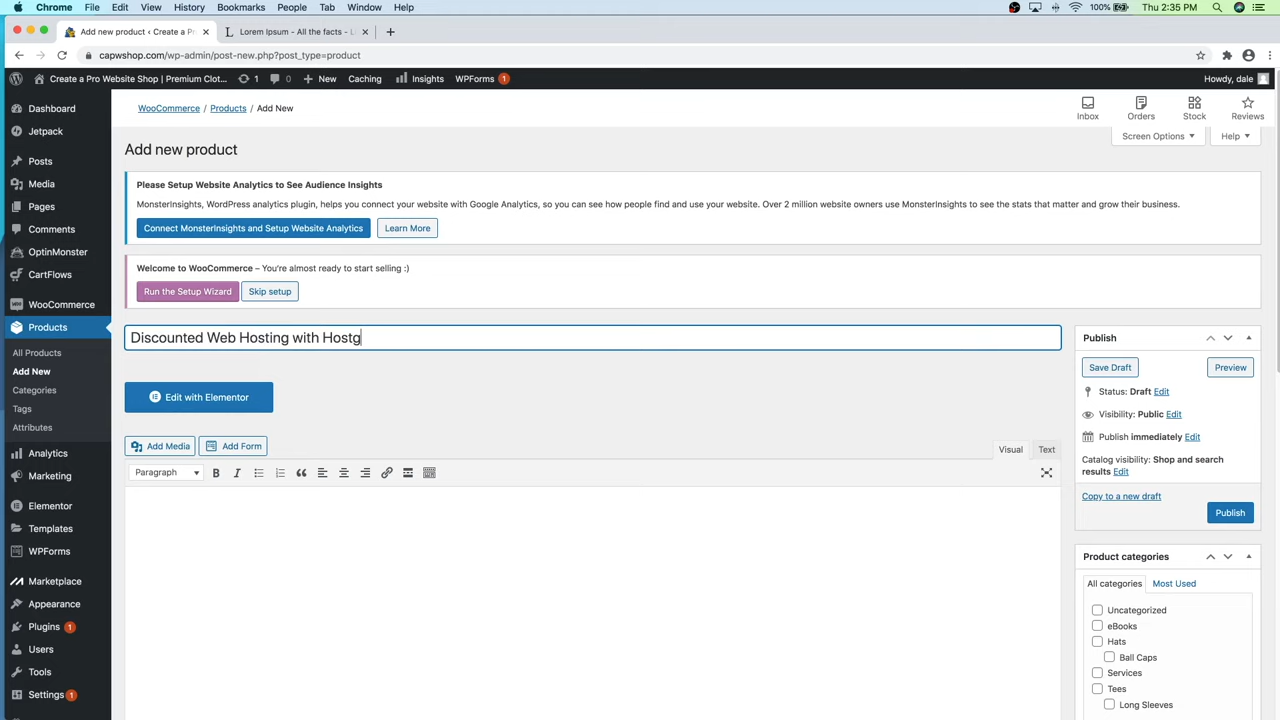 Chrome File Edit View History Bookmarks People Tab Window Help 100% Thu 2:35 PM
Add new product ‹ Create a Pr
Lorem Ipsum - All the facts - L
capwshop.com/wp-admin/post-new.php?post_type=product
Create a Pro Website Shop | Premium Clot... 1 0 New Caching Insights WPForms 1 Howdy, dale
Dashboard
Jetpack
Posts
Media
Pages
Comments
OptinMonster
CartFlows
WooCommerce
Products
All Products
Add New
Categories
Tags
Attributes
Analytics
Marketing
Elementor
Templates
WPForms
Marketplace
Appearance
Plugins 1
Users
Tools
Settings 1
WooCommerce / Products / Add New
Inbox Orders Stock Reviews
Screen Options Help
Add new product
Please Setup Website Analytics to See Audience Insights
MonsterInsights, WordPress analytics plugin, helps you connect your website with Google Analytics, so you can see how people find and use your website. Over 2 million website owners use MonsterInsights to see the stats that matter and grow their business.
Connect MonsterInsights and Setup Website Analytics Learn More
Welcome to WooCommerce – You're almost ready to start selling :)
Run the Setup Wizard Skip setup
Discounted Web Hosting with Hostg
Edit with Elementor
Add Media Add Form
Visual Text
Paragraph B I
Publish
Save Draft Preview
Status: Draft Edit
Visibility: Public Edit
Publish immediately Edit
Catalog visibility: Shop and search
results Edit
Copy to a new draft
Publish
Product categories
All categories Most Used
Uncategorized
eBooks
Hats
Ball Caps
Services
Tees
Long Sleeves